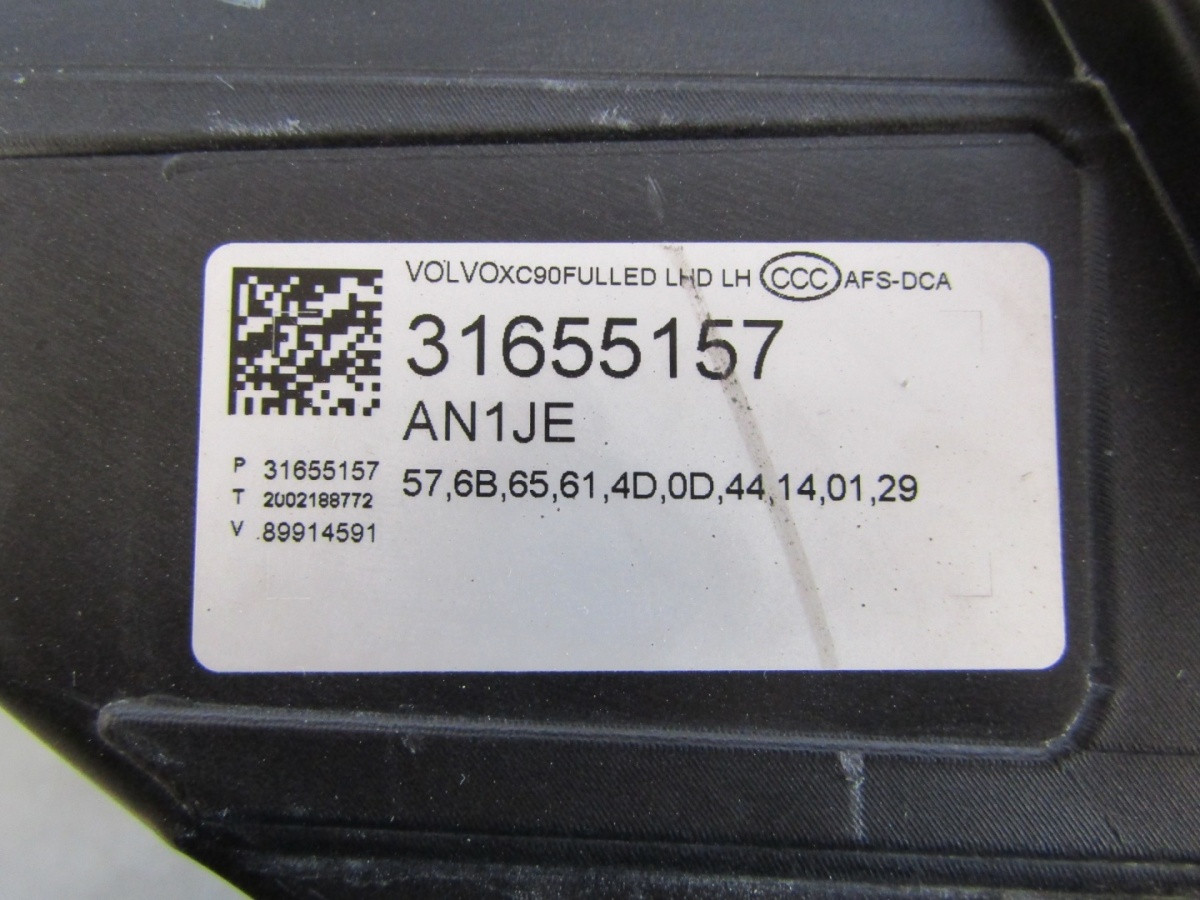 VOLVOXC90FULLED LHD LH CCC AFS-DCA
31655157
AN1JE
57,6B,65,61,4D,0D,44,14,01,29
P 31655157
T 2002188772
V .89914591